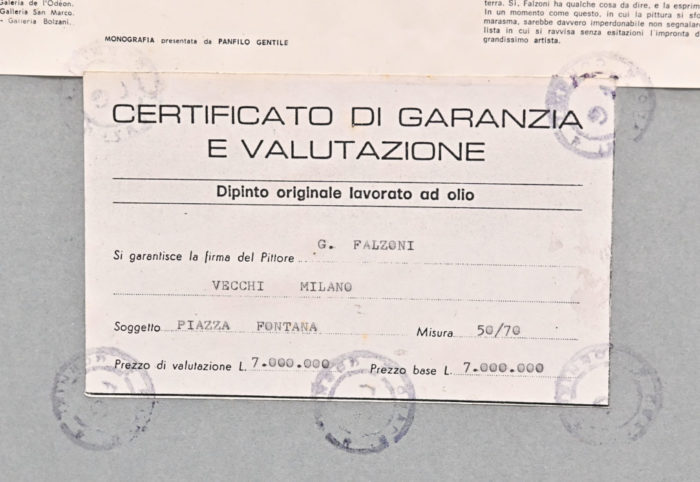 Galleria de l'Odéon.
Galleria San Marco.
- Galleria Bolzani.
MONOGRAFIA presentata da PANFILO GENTILE
terra. Sì, Falzoni ha qualche cosa da dire, e la esprim
In un momento come questo, in cui la pittura si sfo
marasma, sarebbe davvero imperdonabile non segnalare
lista in cui si ravvisa senza esitazioni l'impronta d
grandissimo artista.
CERTIFICATO DI GARANZIA
E VALUTAZIONE
Dipinto originale lavorato ad olio
Si garantisce la firma del Pittore G. FALZONI
VECCHI MILANO
Soggetto PIAZZA FONTANA Misura 50/70
Prezzo di valutazione L. 7.000.000 Prezzo base L. 7.000.000